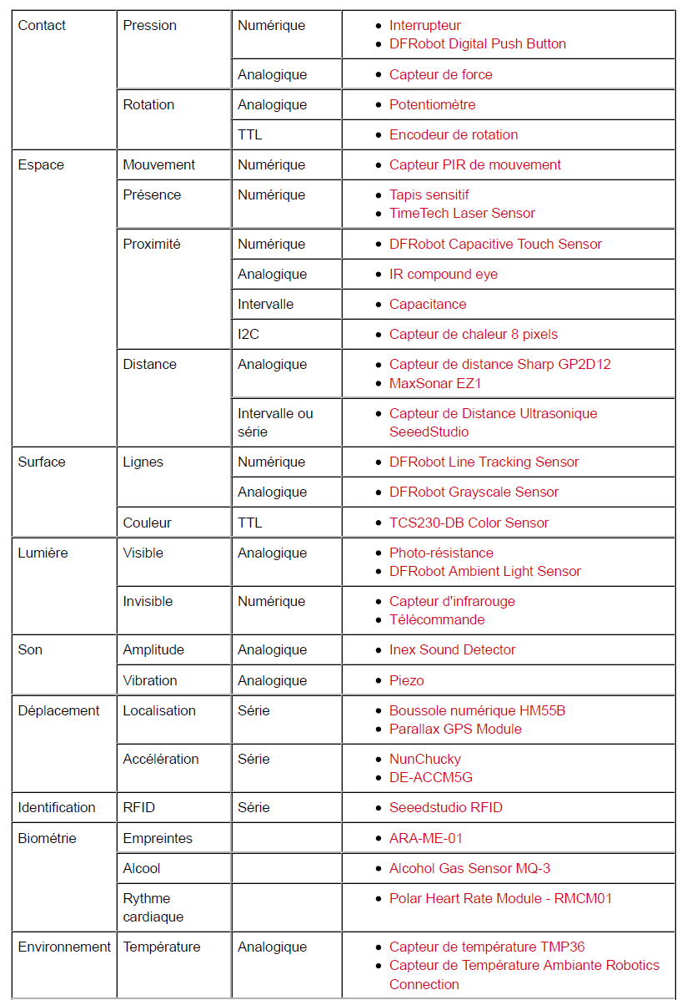 Contact Pression Numérique Interrupteur
DFRobot Digital Push Button
Analogique Capteur de force
Rotation Analogique Potentiomètre
TTL Encodeur de rotation
Espace Mouvement Numérique Capteur PIR de mouvement
Présence Numérique Tapis sensitif
TimeTech Laser Sensor
Proximité Numérique DFRobot Capacitive Touch Sensor
Analogique IR compound eye
Intervalle Capacitance
I2C Capteur de chaleur 8 pixels
Distance Analogique Capteur de distance Sharp GP2D12
MaxSonar EZ1
Intervalle ou Capteur de Distance Ultrasonique
série SeeedStudio
Surface Lignes Numérique DFRobot Line Tracking Sensor
Analogique DFRobot Grayscale Sensor
Couleur TTL TCS230-DB Color Sensor
Lumière Visible Analogique Photo-résistance
DFRobot Ambient Light Sensor
Invisible Numérique Capteur d'infrarouge
Télécommande
Son Amplitude Analogique Inex Sound Detector
Vibration Analogique Piezo
Déplacement Localisation Série Boussole numérique HM55B
Parallax GPS Module
Accélération Série NunChucky
DE-ACCM5G
Identification RFID Série Seeedstudio RFID
Biométrie Empreintes ARA-ME-01
Alcool Alcohol Gas Sensor MQ-3
Rythme Polar Heart Rate Module - RMCM01
cardiaque
Environnement Température Analogique Capteur de température TMP36
Capteur de Température Ambiante Robotics
Connection